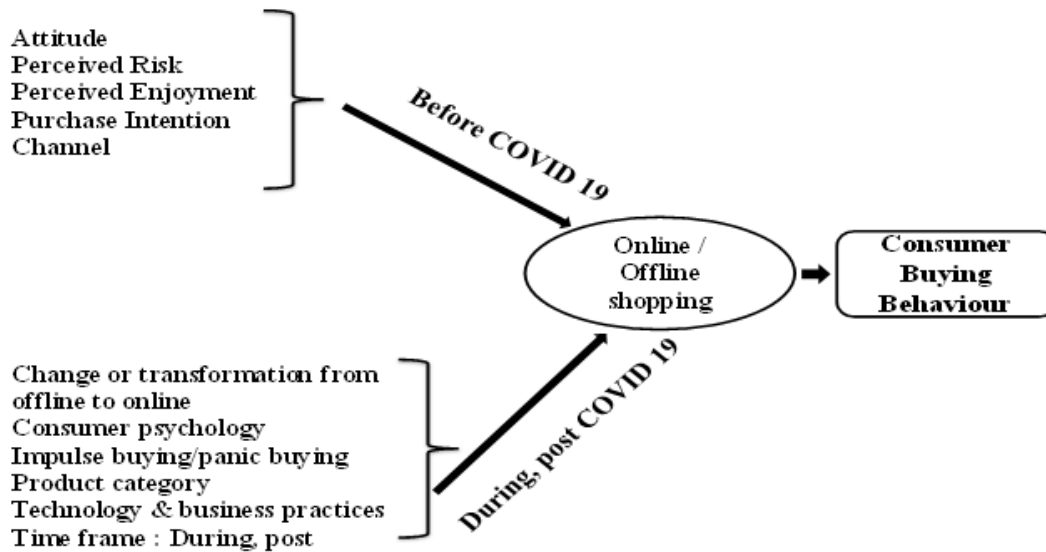 Attitude
Perceived Risk
Perceived Enjoyment
Purchase Intention
Channel
Before COVID 19
Online /
Offline
shopping
Consumer
Buying
Behaviour
Change or transformation from
offline to online
Consumer psychology
Impulse buying/panic buying
Product category
Technology & business practices
Time frame : During, post
During, post COVID 19